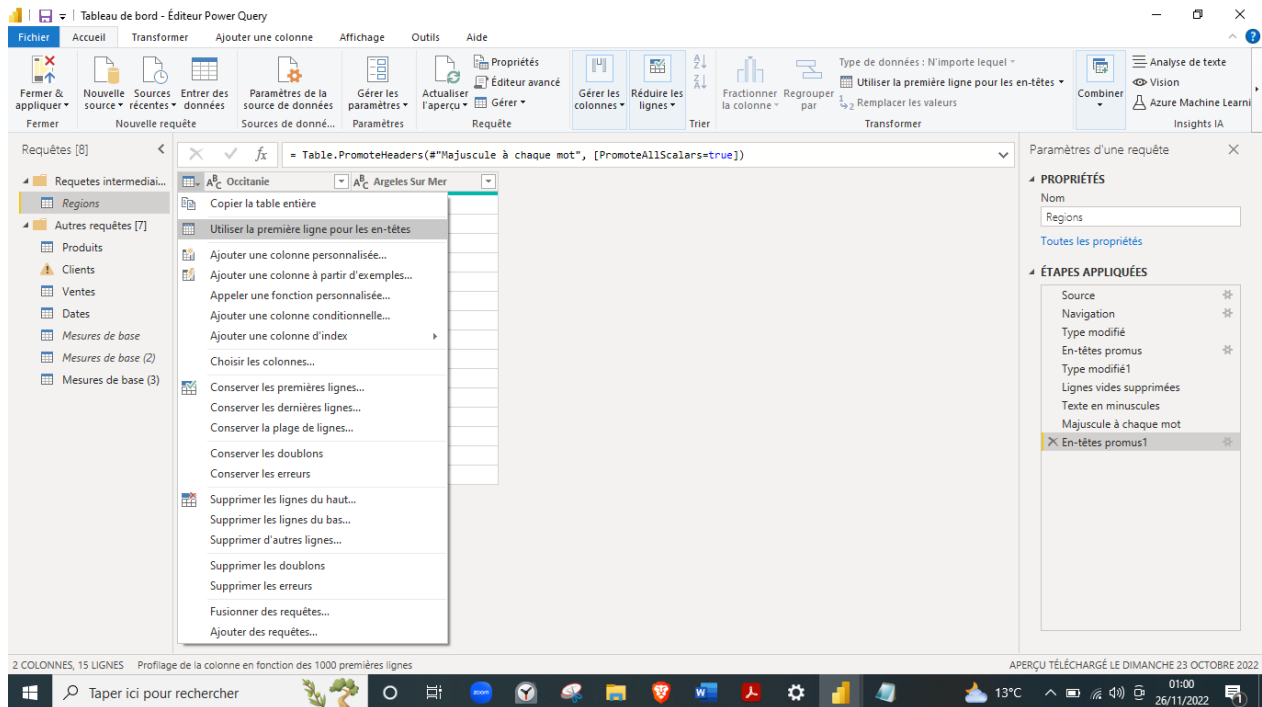 Tableau de bord - Éditeur Power Query
Fichier Accueil Transformer Ajouter une colonne Affichage Outils Aide
Fermer & appliquer
Nouvelle source
Sources récentes
Entrer des données
Paramètres de la source de données
Gérer les paramètres
Actualiser l'aperçu
Propriétés
Éditeur avancé
Gérer
Gérer les colonnes
Réduire les lignes
Fractionner la colonne
Regrouper par
Type de données : N'importe lequel
Utiliser la première ligne pour les en-têtes
Remplacer les valeurs
Combiner
Analyse de texte
Vision
Azure Machine Learni
Fermer Nouvelle requête Sources de donné... Paramètres Requête Trier Transformer Insights IA
Requêtes [8]
= Table.PromoteHeaders(#"Majuscule à chaque mot", [PromoteAllScalars=true])
Requetes intermediai...
Regions
Autres requêtes [7]
Produits
Clients
Ventes
Dates
Mesures de base
Mesures de base (2)
Mesures de base (3)
ABC Occitanie ABC Argeles Sur Mer
Copier la table entière
Utiliser la première ligne pour les en-têtes
Ajouter une colonne personnalisée...
Ajouter une colonne à partir d'exemples...
Appeler une fonction personnalisée...
Ajouter une colonne conditionnelle...
Ajouter une colonne d'index
Choisir les colonnes...
Conserver les premières lignes...
Conserver les dernières lignes...
Conserver la plage de lignes...
Conserver les doublons
Conserver les erreurs
Supprimer les lignes du haut...
Supprimer les lignes du bas...
Supprimer d'autres lignes...
Supprimer les doublons
Supprimer les erreurs
Fusionner des requêtes...
Ajouter des requêtes...
Paramètres d'une requête
PROPRIÉTÉS
Nom
Regions
Toutes les propriétés
ÉTAPES APPLIQUÉES
Source
Navigation
Type modifié
En-têtes promus
Type modifié1
Lignes vides supprimées
Texte en minuscules
Majuscule à chaque mot
En-têtes promus1
2 COLONNES, 15 LIGNES Profilage de la colonne en fonction des 1000 premières lignes
APERÇU TÉLÉCHARGÉ LE DIMANCHE 23 OCTOBRE 2022
Taper ici pour rechercher
zoom
13°C
01:00
26/11/2022
1